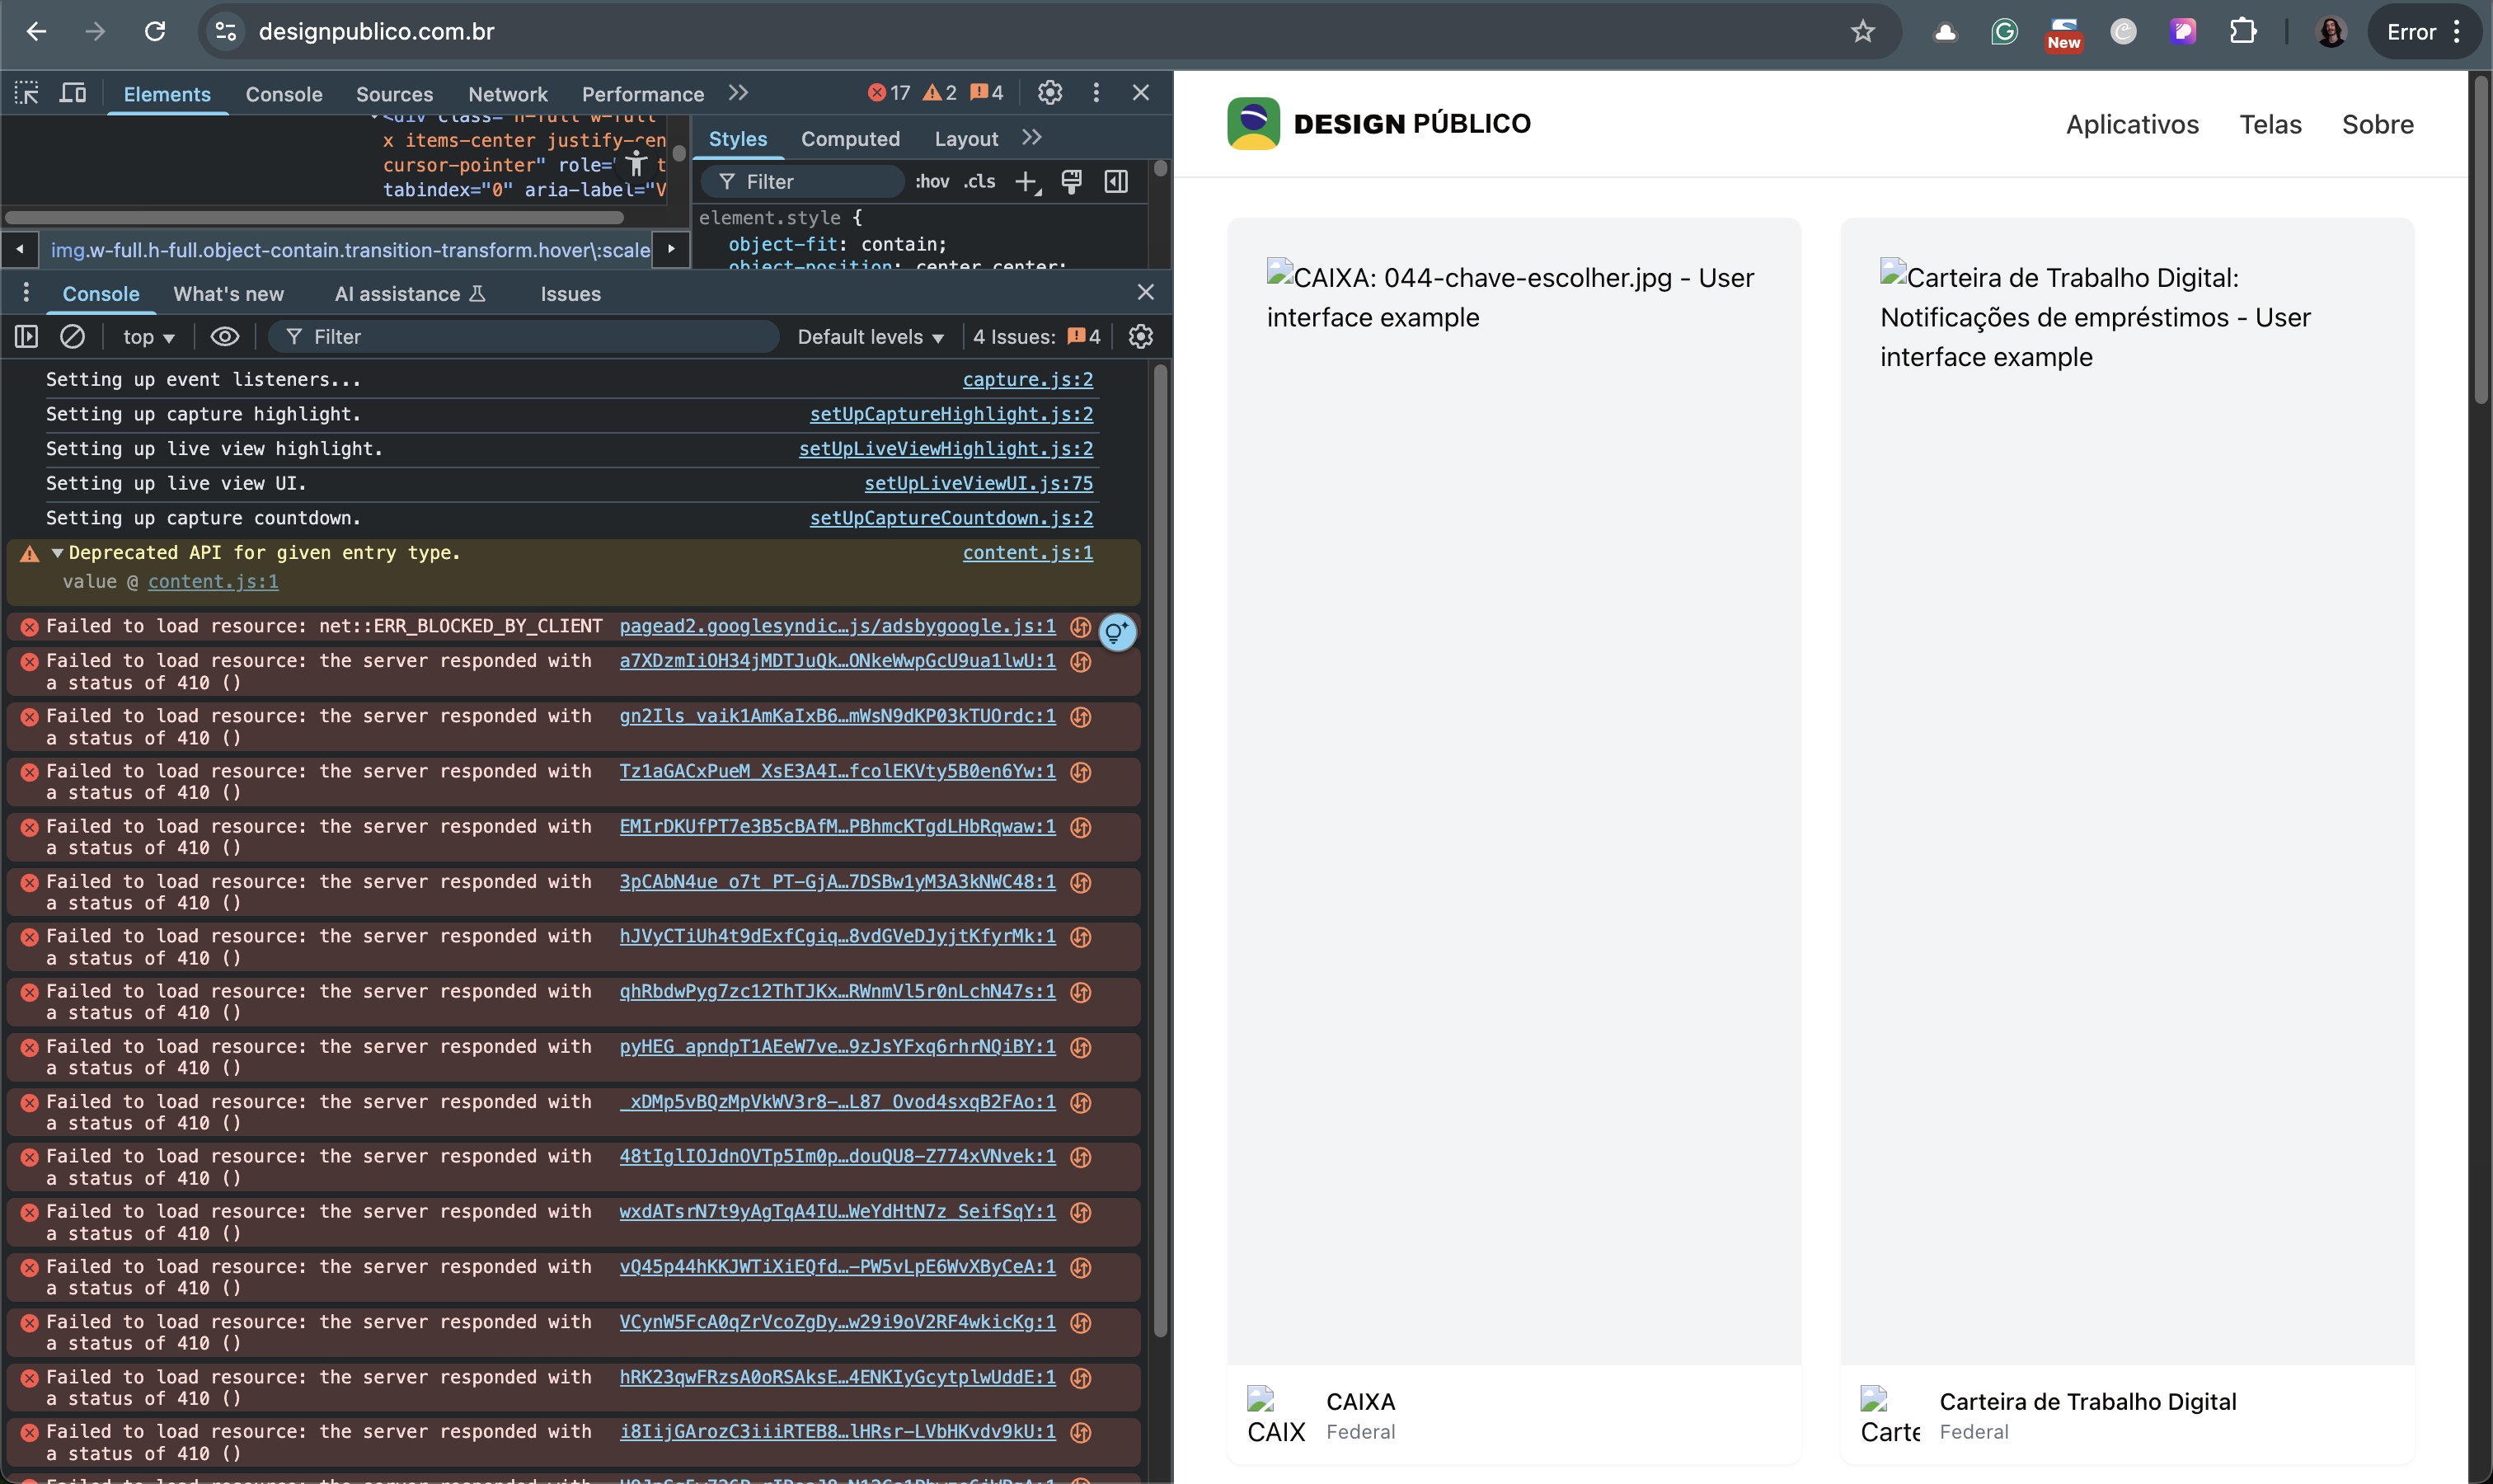 designpublico.com.br
New
Error
Elements
Console
Sources
Network
Performance
17
2
4
<div class="h-full w-full
x items-center justify-cen
cursor-pointer" role="
tabindex="0" aria-label="V
img.w-full.h-full.object-contain.transition-transform.hover\:scale
Styles
Computed
Layout
Filter
:hov
.cls
element.style {
object-fit: contain;
object-position: center center;
Console
What's new
AI assistance
Issues
top
Filter
Default levels
4 Issues:
4
Setting up event listeners... capture.js:2
Setting up capture highlight. setUpCaptureHighlight.js:2
Setting up live view highlight. setUpLiveViewHighlight.js:2
Setting up live view UI. setUpLiveViewUI.js:75
Setting up capture countdown. setUpCaptureCountdown.js:2
Deprecated API for given entry type. content.js:1
value @ content.js:1
Failed to load resource: net::ERR_BLOCKED_BY_CLIENT pagead2.googlesyndic…js/adsbygoogle.js:1
Failed to load resource: the server responded with a7XDzmIiOH34jMDTJuQk…ONkeWwpGcU9ua1lwU:1
a status of 410 ()
Failed to load resource: the server responded with gn2Ils_vaik1AmKaIxB6…mWsN9dKP03kTUOrdc:1
a status of 410 ()
Failed to load resource: the server responded with Tz1aGACxPueM_XsE3A4I…fcolEKVty5B0en6Yw:1
a status of 410 ()
Failed to load resource: the server responded with EMIrDKUfPT7e3B5cBAfM…PBhmcKTgdLHbRqwaw:1
a status of 410 ()
Failed to load resource: the server responded with 3pCAbN4ue_o7t_PT-GjA…7DSBw1yM3A3kNWC48:1
a status of 410 ()
Failed to load resource: the server responded with hJVyCTiUh4t9dExfCgiq…8vdGVeDJyjtKfyrMk:1
a status of 410 ()
Failed to load resource: the server responded with qhRbdwPyg7zc12ThTJKx…RWnmVl5r0nLchN47s:1
a status of 410 ()
Failed to load resource: the server responded with pyHEG_apndpT1AEeW7ve…9zJsYFxq6rhrNQiBY:1
a status of 410 ()
Failed to load resource: the server responded with _xDMp5vBQzMpVkWV3r8-…L87_Ovod4sxqB2FAo:1
a status of 410 ()
Failed to load resource: the server responded with 48tIglIOJdnOVTp5Im0p…douQU8-Z774xVNvek:1
a status of 410 ()
Failed to load resource: the server responded with wxdATsrN7t9yAgTqA4IU…WeYdHtN7z_SeifSqY:1
a status of 410 ()
Failed to load resource: the server responded with vQ45p44hKKJWTiXiEQfd…-PW5vLpE6WvXByCeA:1
a status of 410 ()
Failed to load resource: the server responded with VCynW5FcA0qZrVcoZgDy…w29i9oV2RF4wkicKg:1
a status of 410 ()
Failed to load resource: the server responded with hRK23qwFRzsA0oRSAksE…4ENKIyGcytplwUddE:1
a status of 410 ()
Failed to load resource: the server responded with i8IijGArozC3iiiRTEB8…lHRsr-LVbHKvdv9kU:1
a status of 410 ()
Failed to load resource: the server responded with
DESIGN PÚBLICO
Aplicativos
Telas
Sobre
CAIXA: 044-chave-escolher.jpg - User
interface example
Carteira de Trabalho Digital:
Notificações de empréstimos - User
interface example
CAIX
CAIXA
Federal
Carte
Carteira de Trabalho Digital
Federal